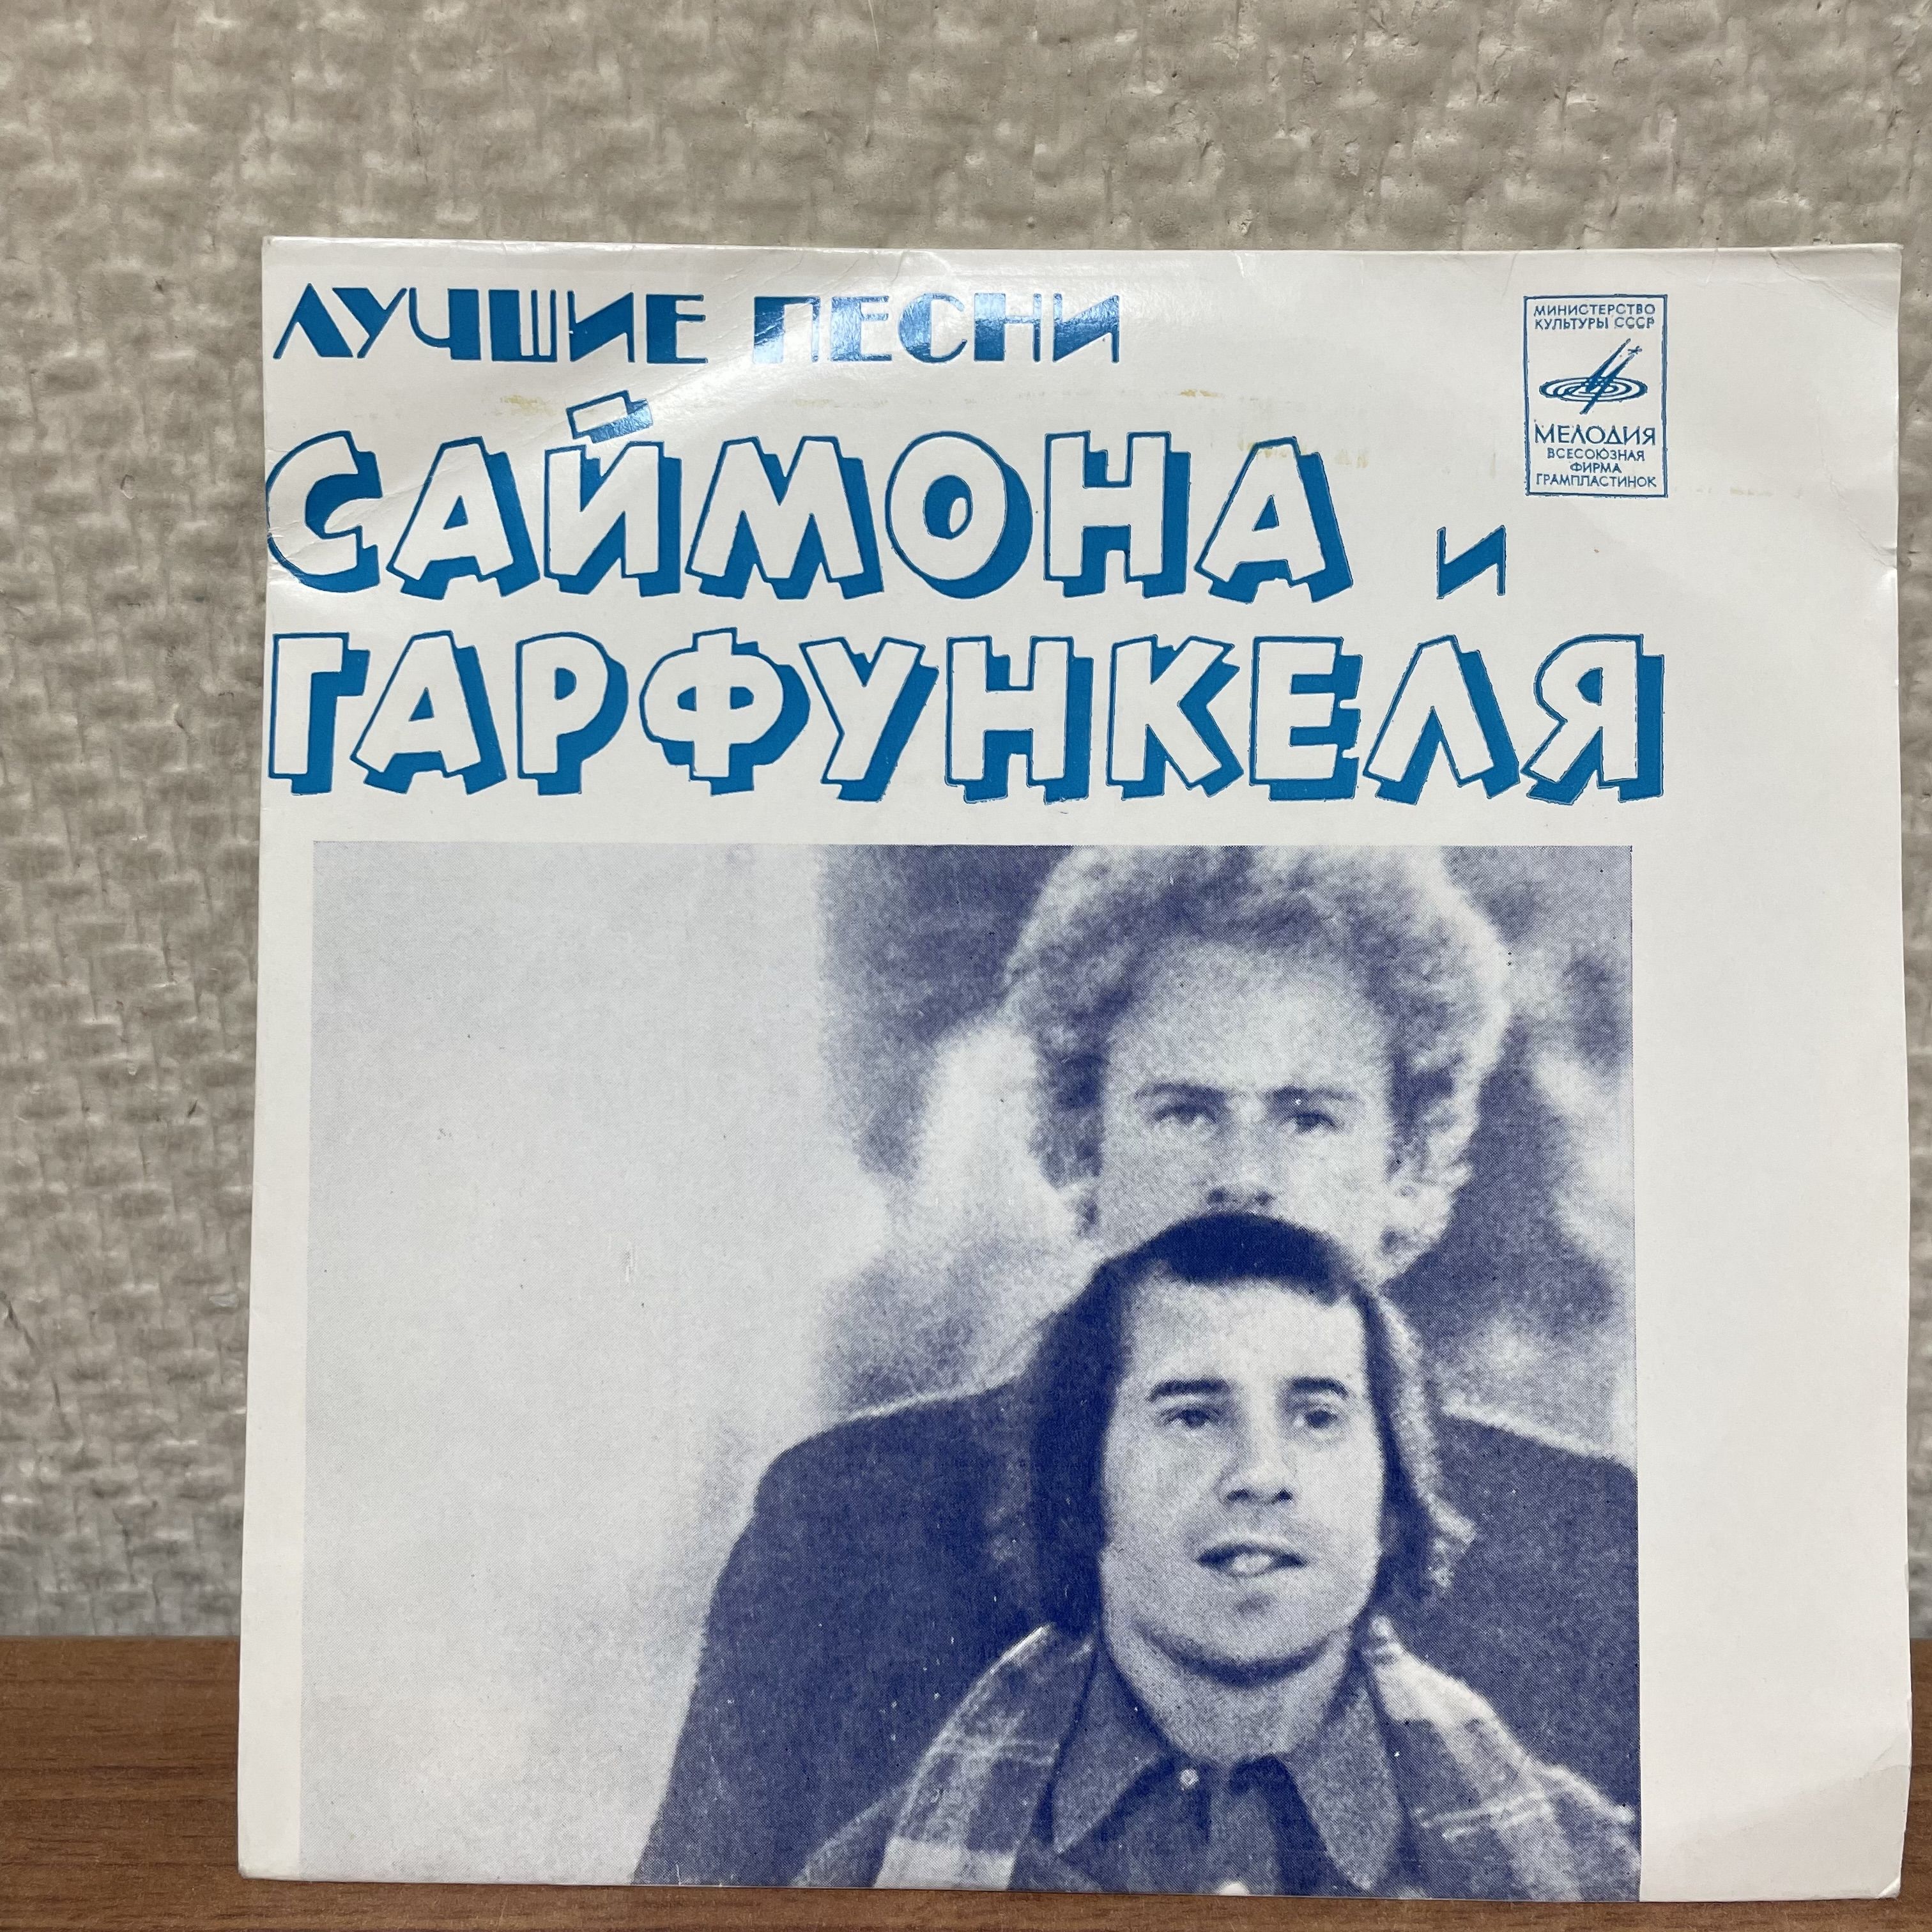 ЛУЧШИЕ ПЕСНИ
САЙМОНА И
ГАРФУНКЕЛЯ
МИНИСТЕРСТВО
КУЛЬТУРЫ СССР
МЕЛОДИЯ
ВСЕСОЮЗНАЯ
ФИРМА
ГРАМПЛАСТИНОК